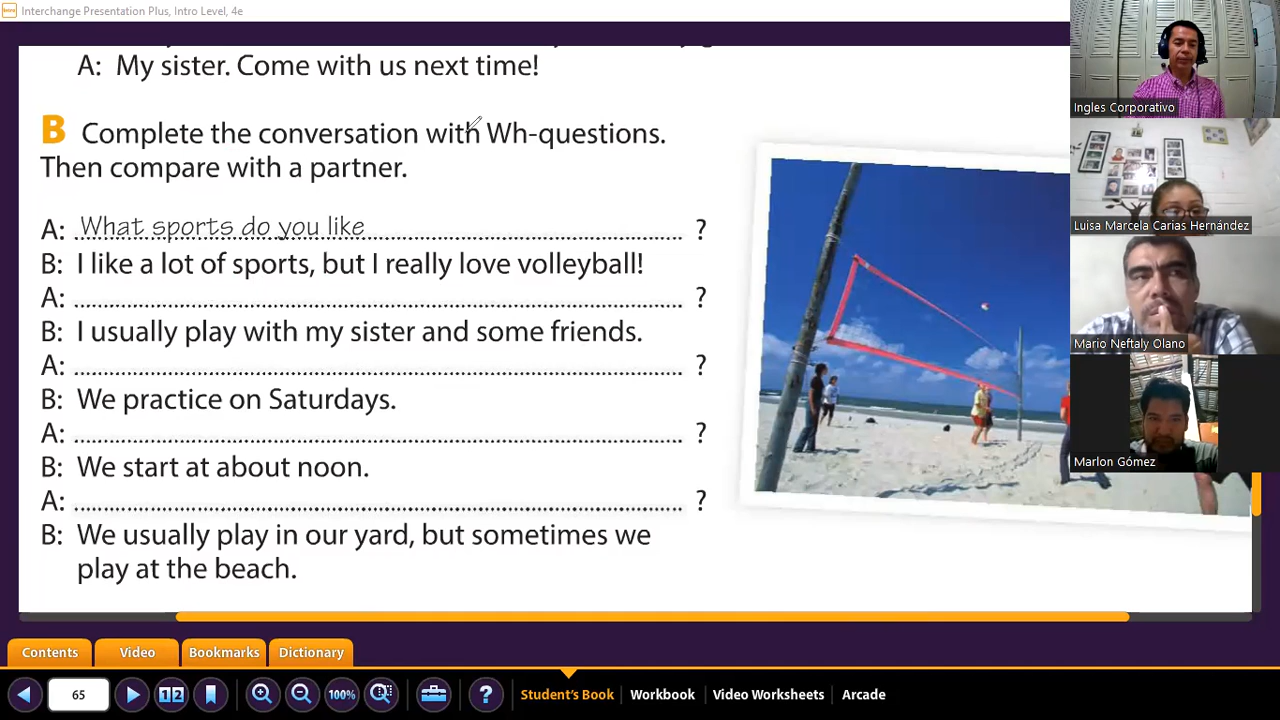 Interchange Presentation Plus, Intro Level, 4e
A: My sister. Come with us next time!
B Complete the conversation with Wh-questions.
Then compare with a partner.
A: What sports do you like ?
B: I like a lot of sports, but I really love volleyball!
A: ?
B: I usually play with my sister and some friends.
A: ?
B: We practice on Saturdays.
A: ?
B: We start at about noon.
A: ?
B: We usually play in our yard, but sometimes we
play at the beach.
Ingles Corporativo
Luisa Marcela Carias Hernández
Mario Neftaly Olano
Marlon Gómez
Contents Video Bookmarks Dictionary
65 1 2 100% ? Student's Book Workbook Video Worksheets Arcade